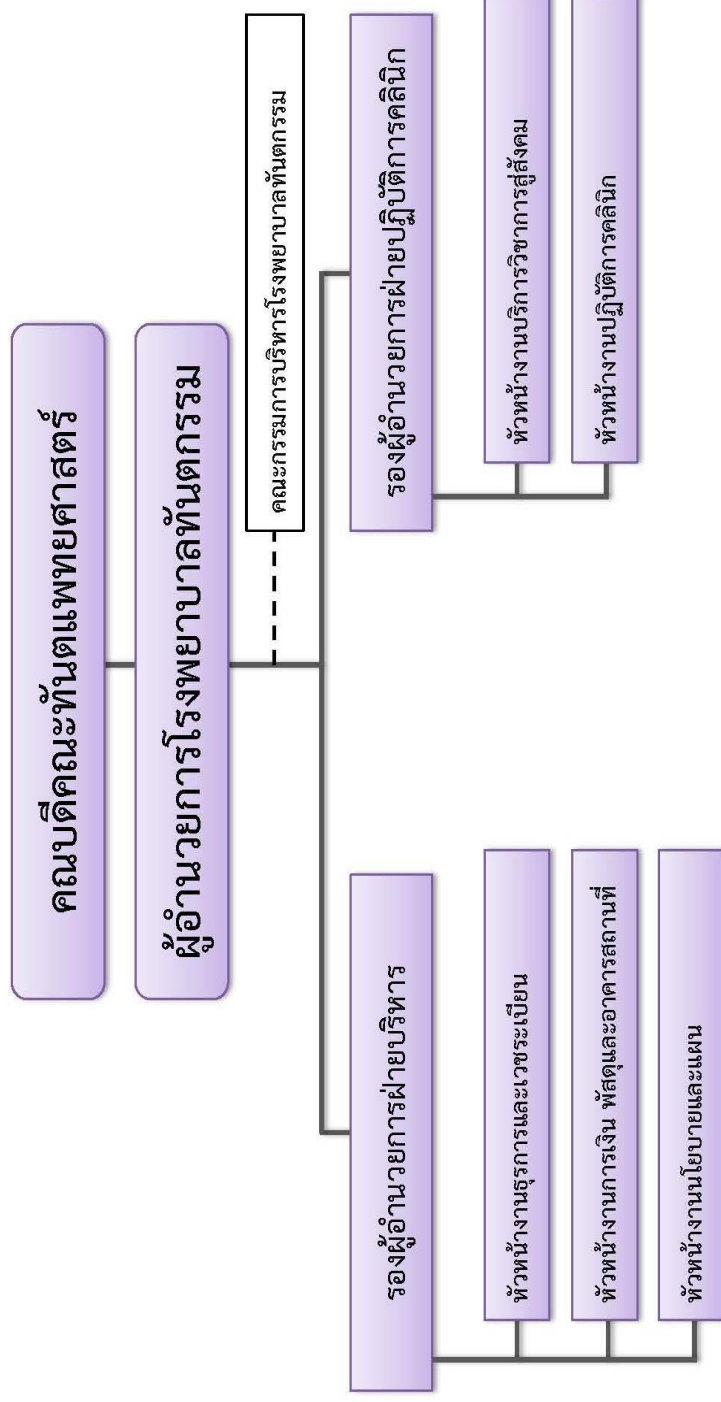 คณบดีคณะทันตแพทยศาสตร์
ผู้อำนวยการโรงพยาบาลทันตกรรม
คณะกรรมการบริหารโรงพยาบาลทันตกรรม
รองผู้อำนวยการฝ่ายบริหาร
หัวหน้างานธุรการและเวชระเบียน
หัวหน้างานการเงิน พัสดุและอาคารสถานที่
หัวหน้างานนโยบายและแผน
รองผู้อำนวยการฝ่ายปฏิบัติการคลินิก
หัวหน้างานบริการวิชาการสู่สังคม
หัวหน้างานปฏิบัติการคลินิก